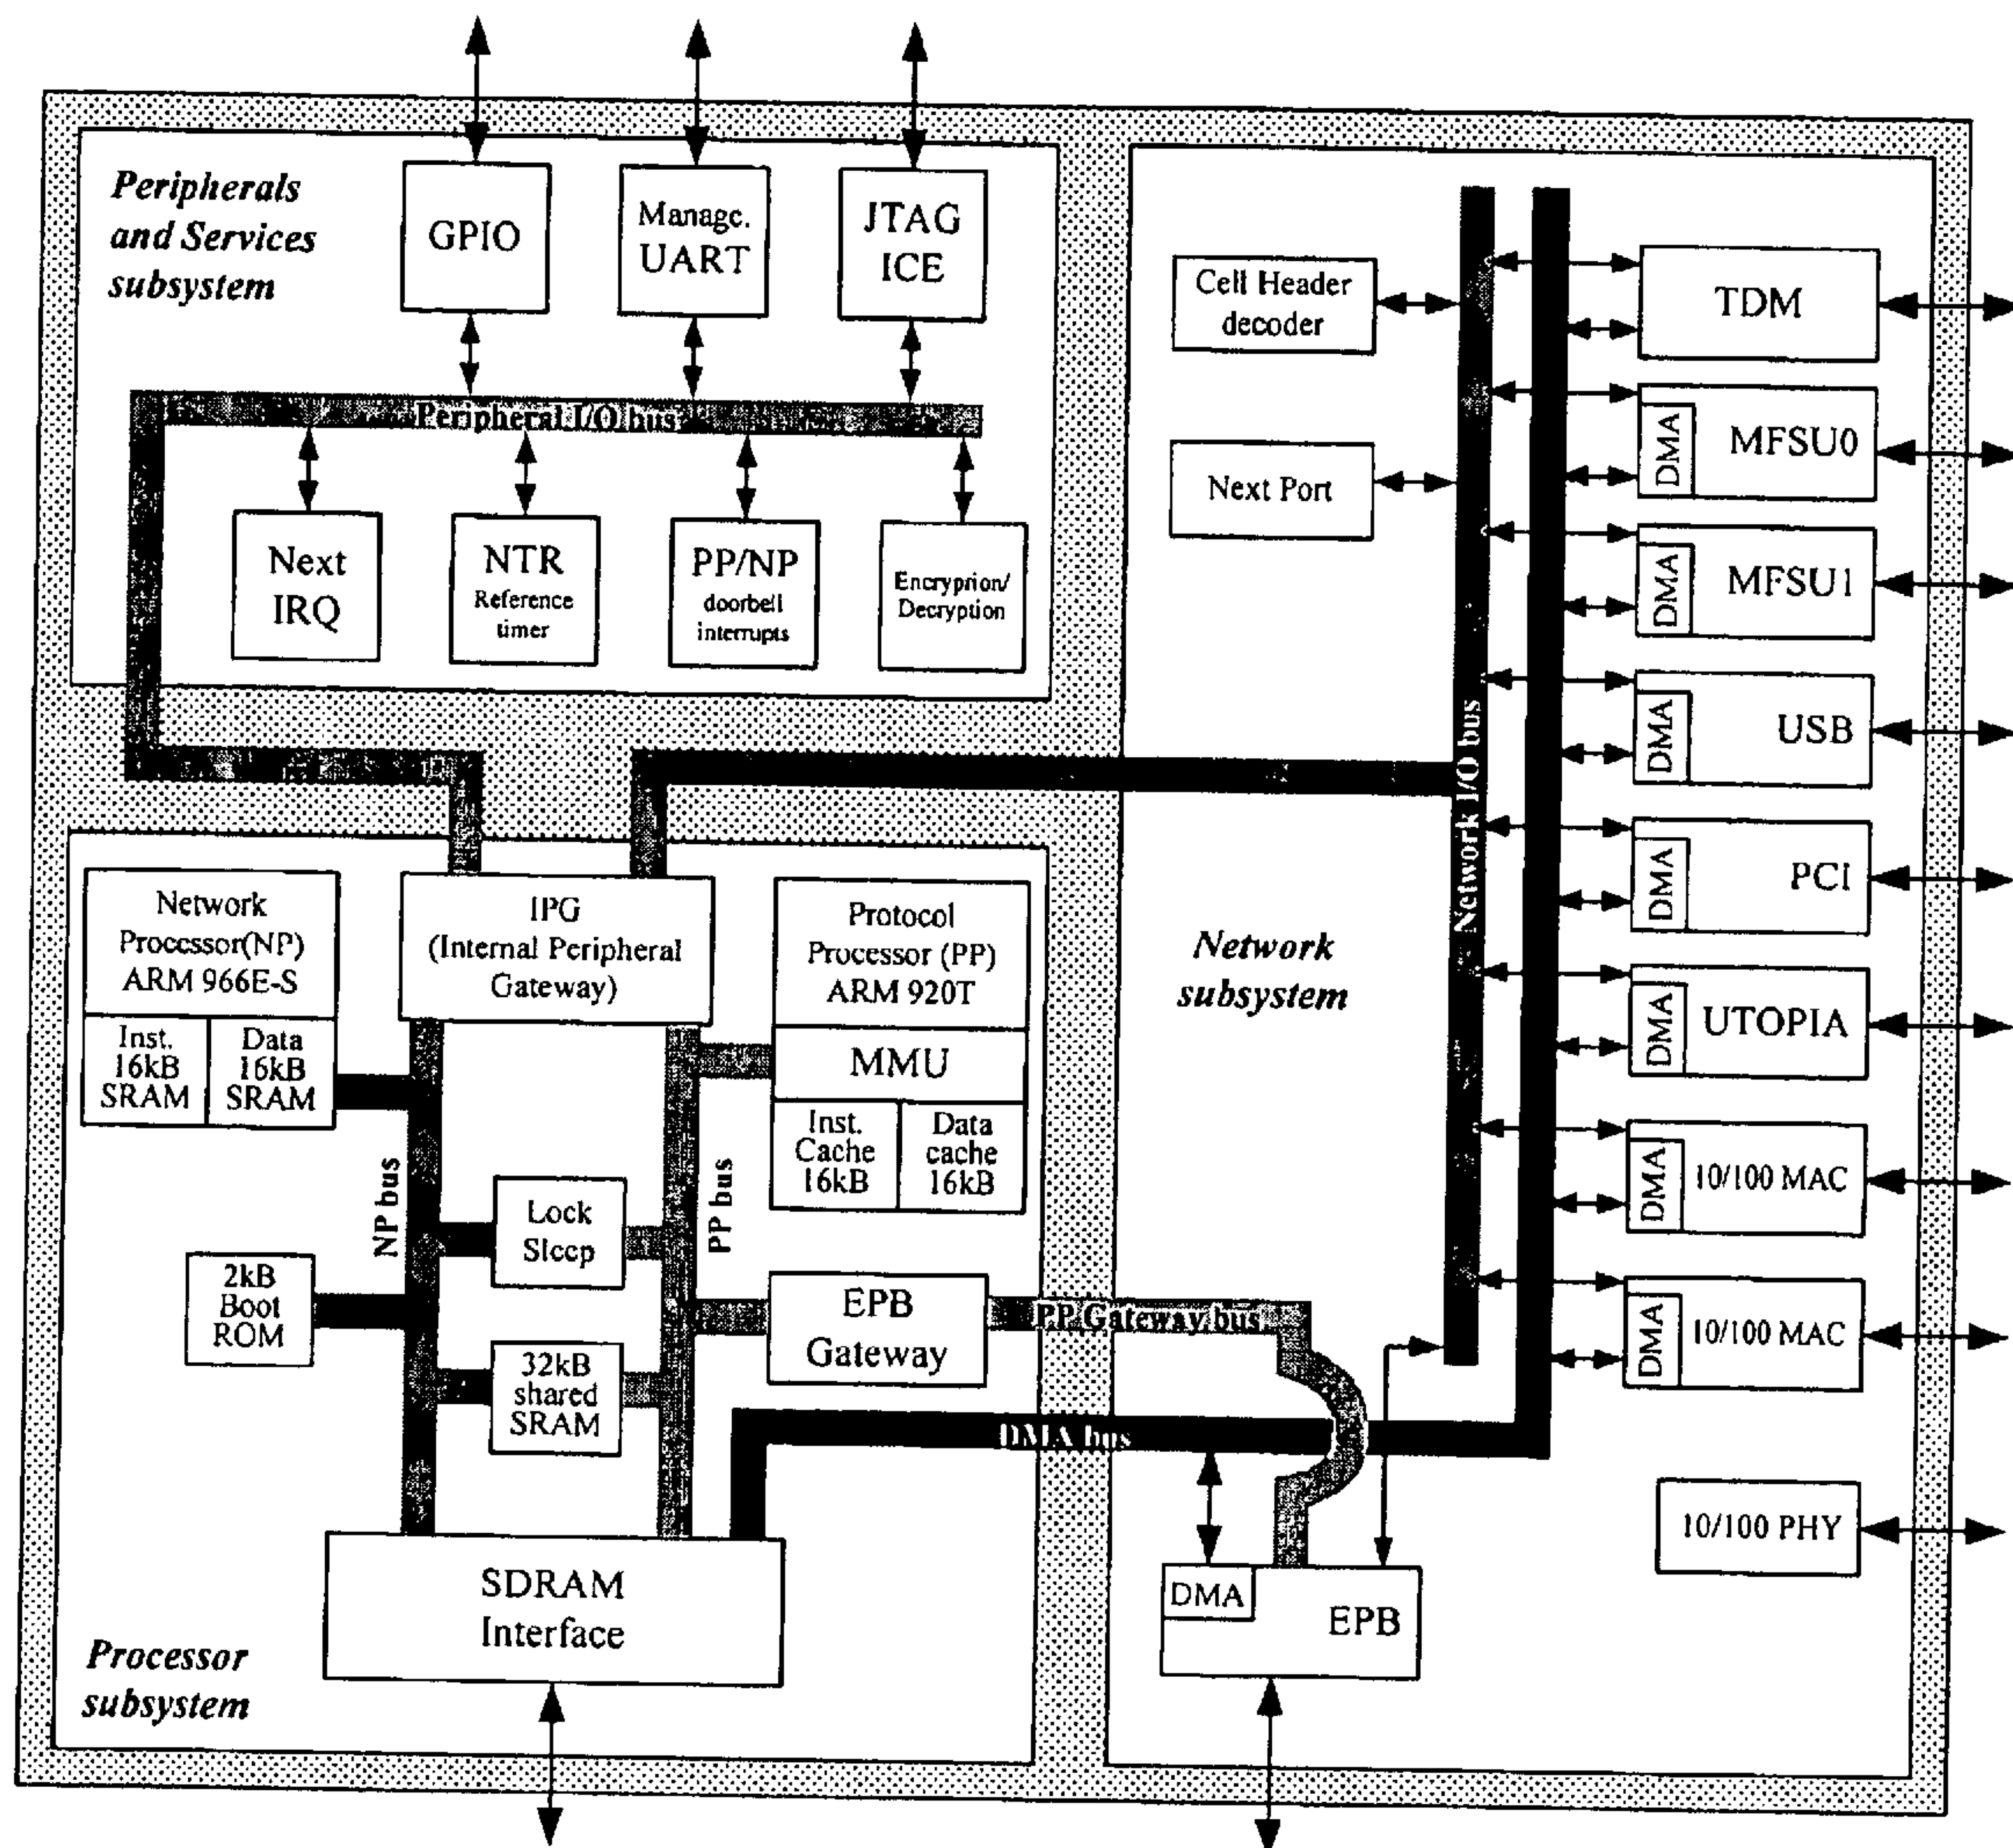 Peripherals
and Services
subsystem
GPIO
Manage.
UART
JTAG
ICE
Peripheral I/O bus
Next
IRQ
NTR
Reference
timer
PP/NP
doorbell
interrupts
Encryption/
Decryption
Cell Header
decoder
Next Port
Network I/O bus
TDM
DMA
MFSU0
DMA
MFSU1
DMA
USB
DMA
PCI
DMA
UTOPIA
DMA
10/100 MAC
DMA
10/100 MAC
10/100 PHY
Network
subsystem
Network
Processor(NP)
ARM 966E-S
Inst.
16kB
SRAM
Data
16kB
SRAM
IPG
(Internal Peripheral
Gateway)
Protocol
Processor (PP)
ARM 920T
MMU
Inst.
Cache
16kB
Data
cache
16kB
NP bus
PP bus
Lock
Sleep
2kB
Boot
ROM
32kB
shared
SRAM
EPB
Gateway
PP Gateway bus
DMA bus
SDRAM
Interface
DMA
EPB
Processor
subsystem